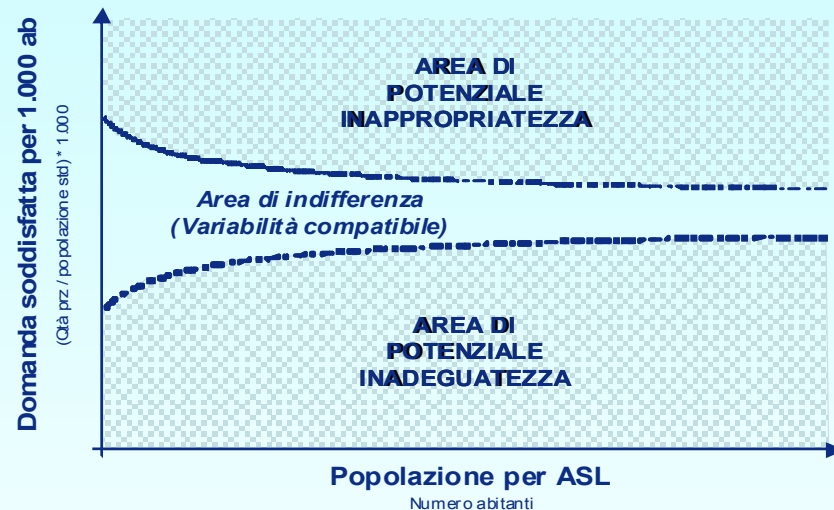 Domanda soddisfatta per 1.000 ab
(Qtà prz / popolazione std) * 1.000
AREA DI
POTENZIALE
INAPPROPRIATEZZA
Area di indifferenza
(Variabilità compatibile)
AREA DI
POTENZIALE
INADEGUATEZZA
Popolazione per ASL
Numero abitanti